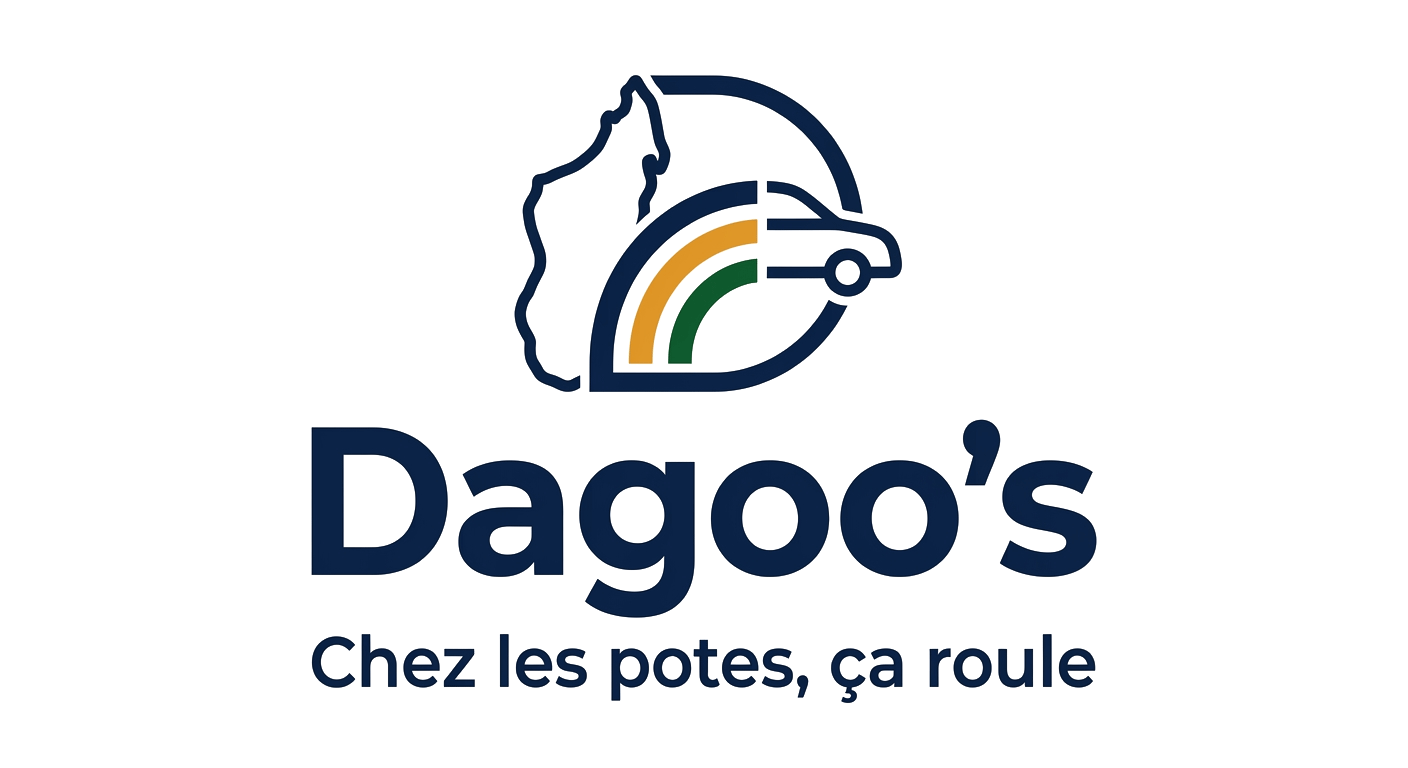 Dagoo’s
Chez les potes, ça roule